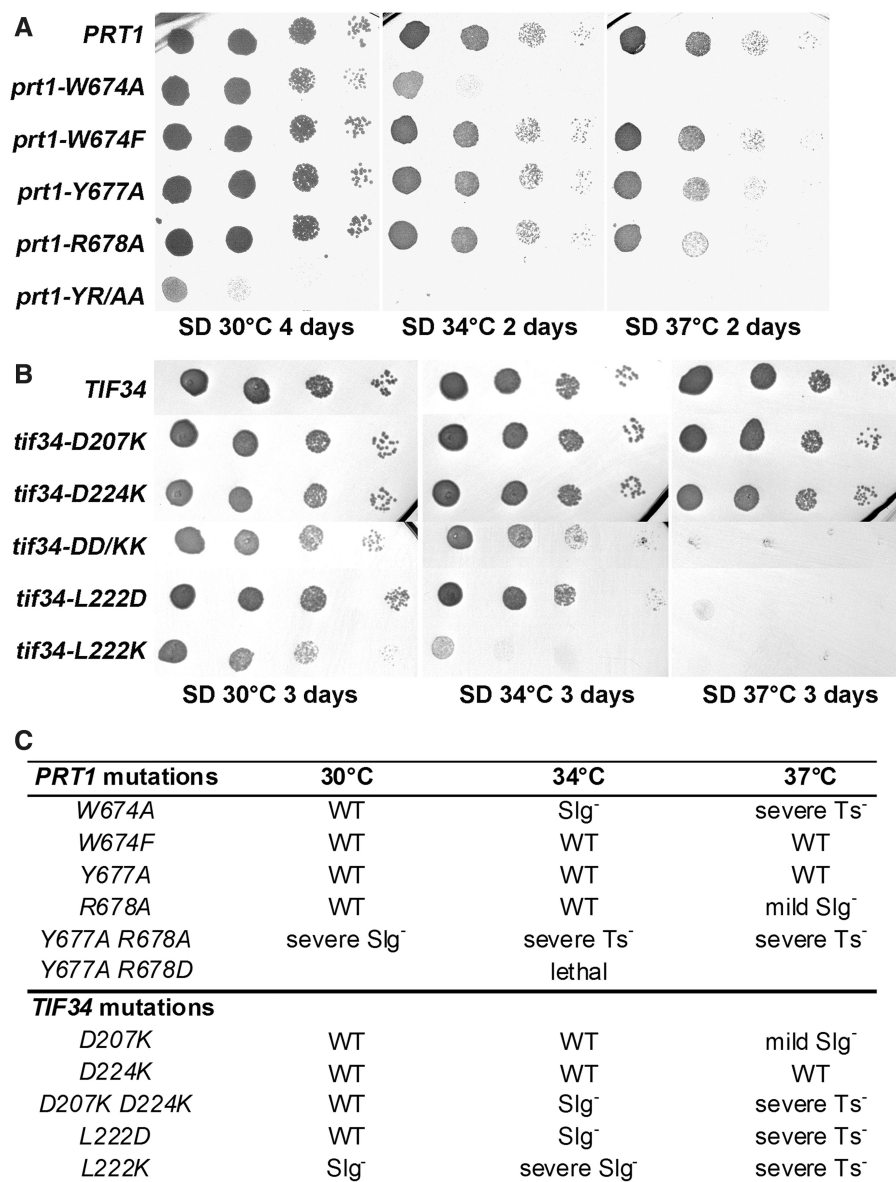 A
PRT1
prt1-W674A
prt1-W674F
prt1-Y677A
prt1-R678A
prt1-YR/AA
SD 30°C 4 days SD 34°C 2 days SD 37°C 2 days
B
TIF34
tif34-D207K
tif34-D224K
tif34-DD/KK
tif34-L222D
tif34-L222K
SD 30°C 3 days SD 34°C 3 days SD 37°C 3 days
C
PRT1 mutations 30°C 34°C 37°C
W674A WT Slg- severe Ts-
W674F WT WT WT
Y677A WT WT WT
R678A WT WT mild Slg-
Y677A R678A severe Slg- severe Ts- severe Ts-
Y677A R678D lethal
TIF34 mutations
D207K WT WT mild Slg-
D224K WT WT WT
D207K D224K WT Slg- severe Ts-
L222D WT Slg- severe Ts-
L222K Slg- severe Slg- severe Ts-